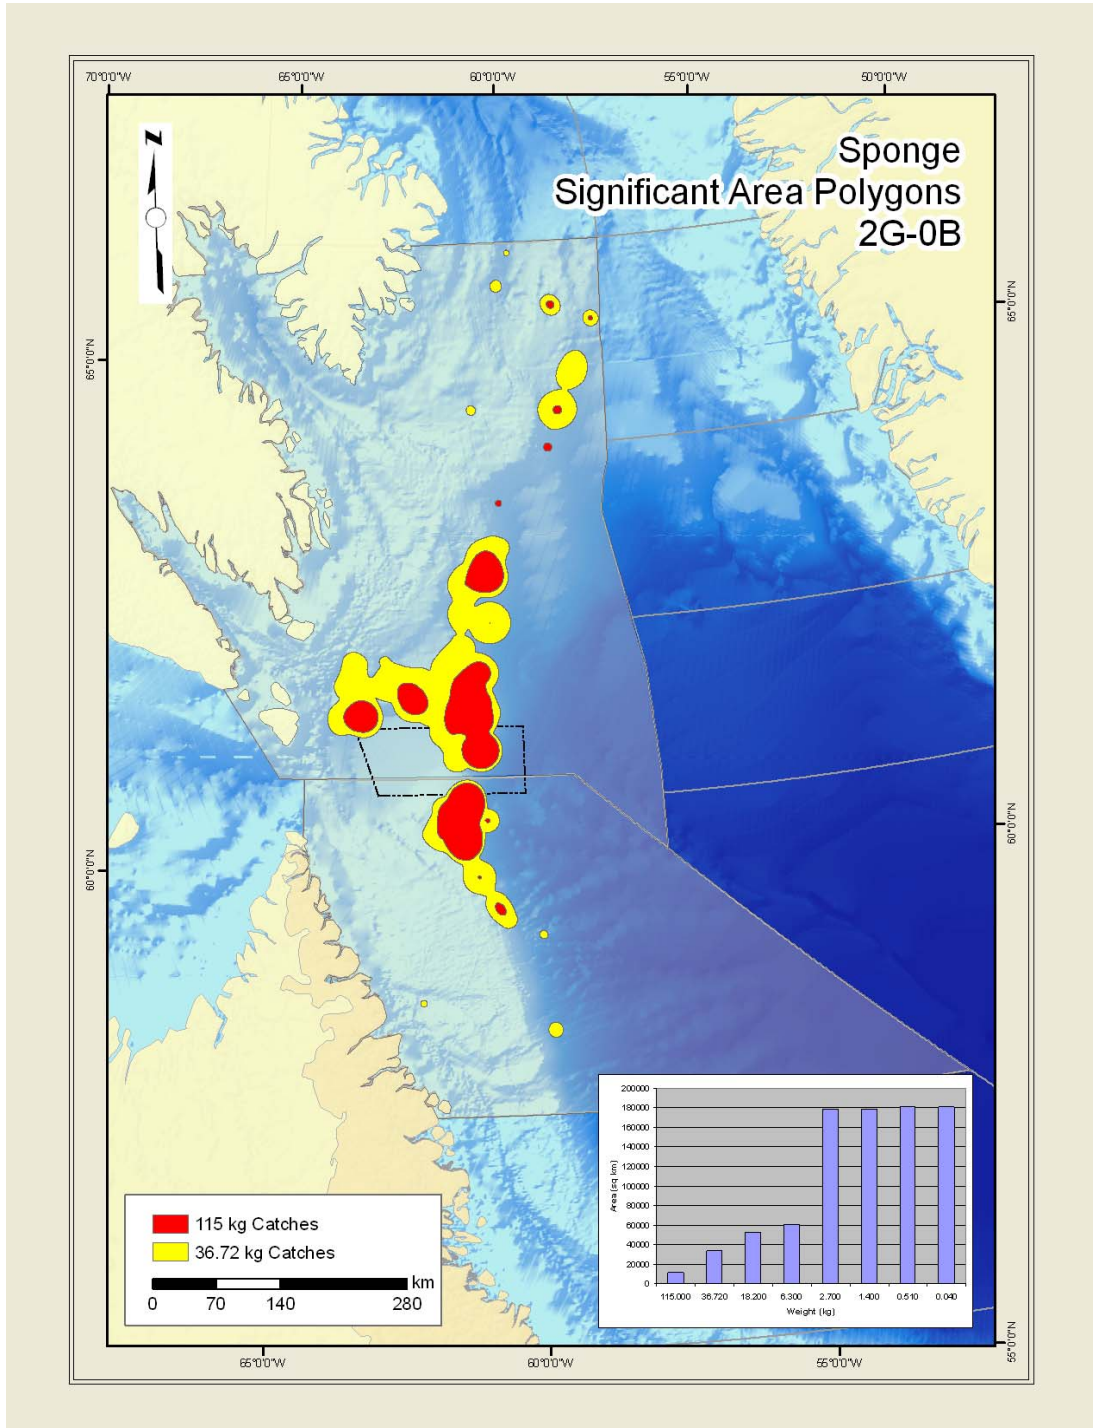 70°0'0"W
65°0'0"W
60°0'0"W
55°0'0"W
50°0'0"W
N
Sponge
Significant Area Polygons
2G-0B
65°0'0"N
65°0'0"N
60°0'0"N
60°0'0"N
55°0'0"N
200000
180000
160000
140000
120000
100000
80000
60000
40000
20000
0
Area (sq km)
115.000 36.720 18.200 6.300 2.700 1.400 0.510 0.040
Weight (kg)
115 kg Catches
36.72 kg Catches
km
0 70 140 280
65°0'0"W
60°0'0"W
55°0'0"W